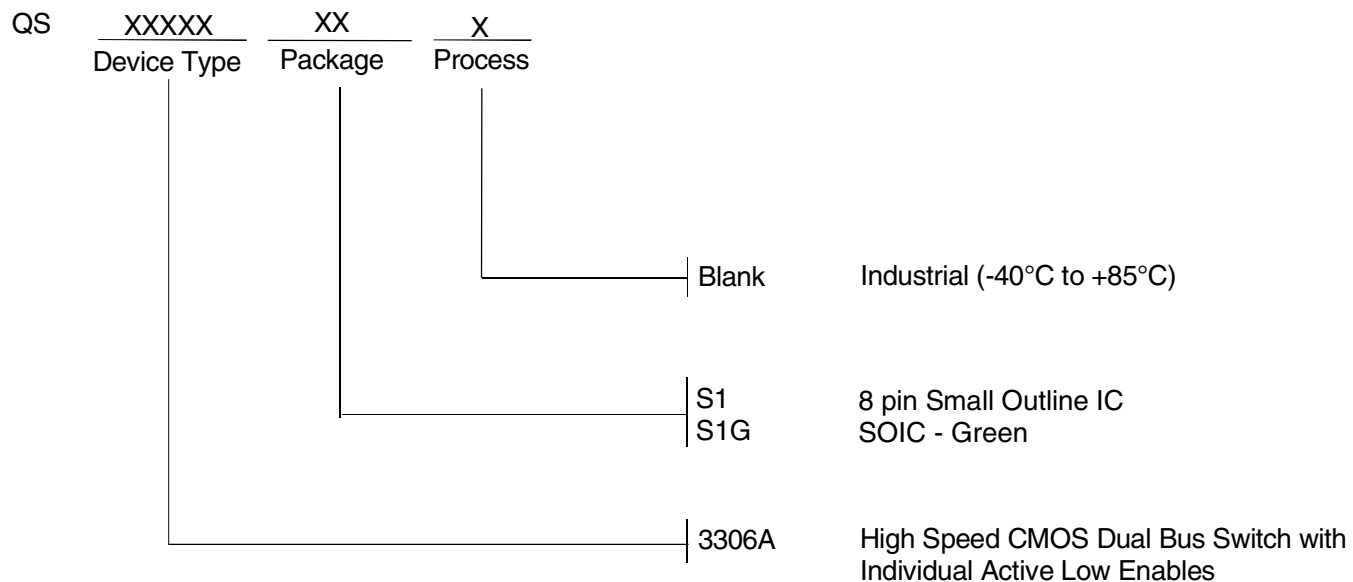 QS XXXXX XX X
Device Type Package Process
Blank Industrial (-40°C to +85°C)
S1 8 pin Small Outline IC
S1G SOIC - Green
3306A High Speed CMOS Dual Bus Switch with
Individual Active Low Enables